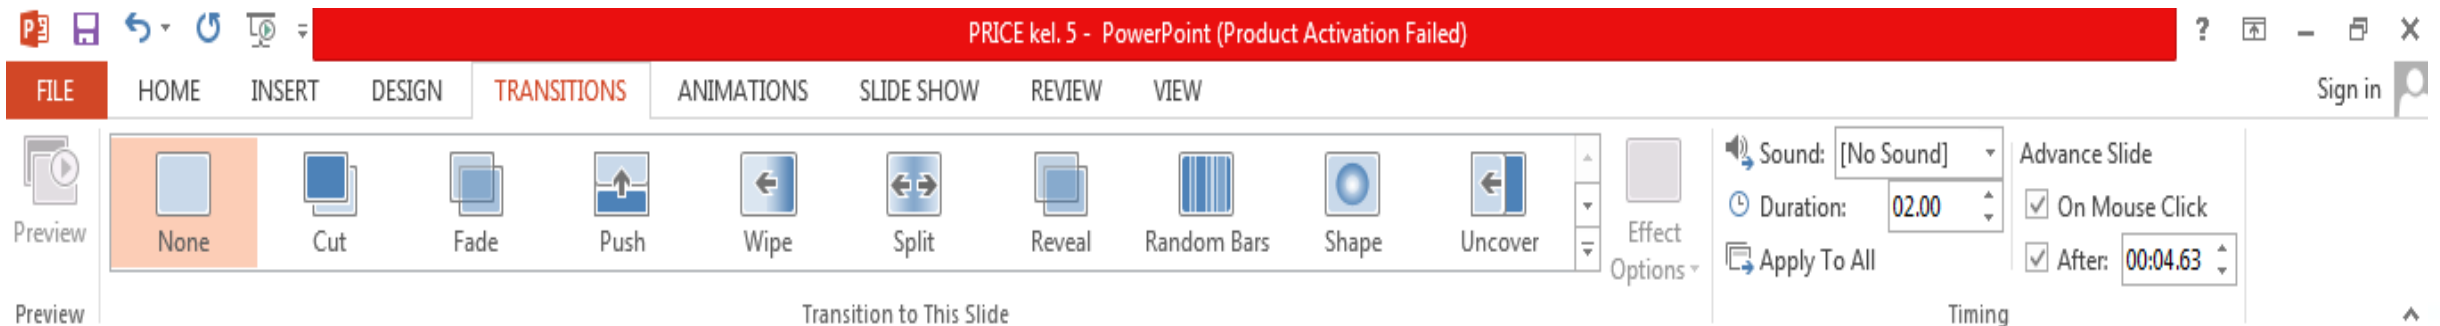 PRICE kel. 5 - PowerPoint (Product Activation Failed)
?
FILE HOME INSERT DESIGN TRANSITIONS ANIMATIONS SLIDE SHOW REVIEW VIEW Sign in
Preview
None Cut Fade Push Wipe Split Reveal Random Bars Shape Uncover
Effect
Options
Sound: [No Sound]
Duration: 02.00
Apply To All
Advance Slide
On Mouse Click
After: 00:04.63
Preview Transition to This Slide Timing